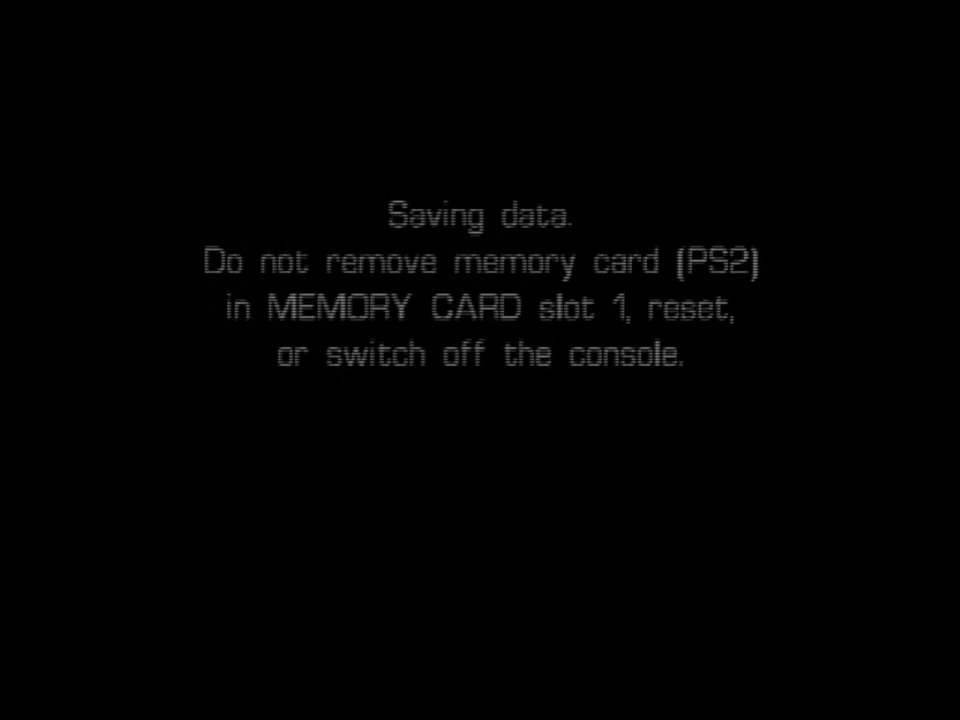 Saving data.
Do not remove memory card (PS2)
in MEMORY CARD slot 1, reset,
or switch off the console.